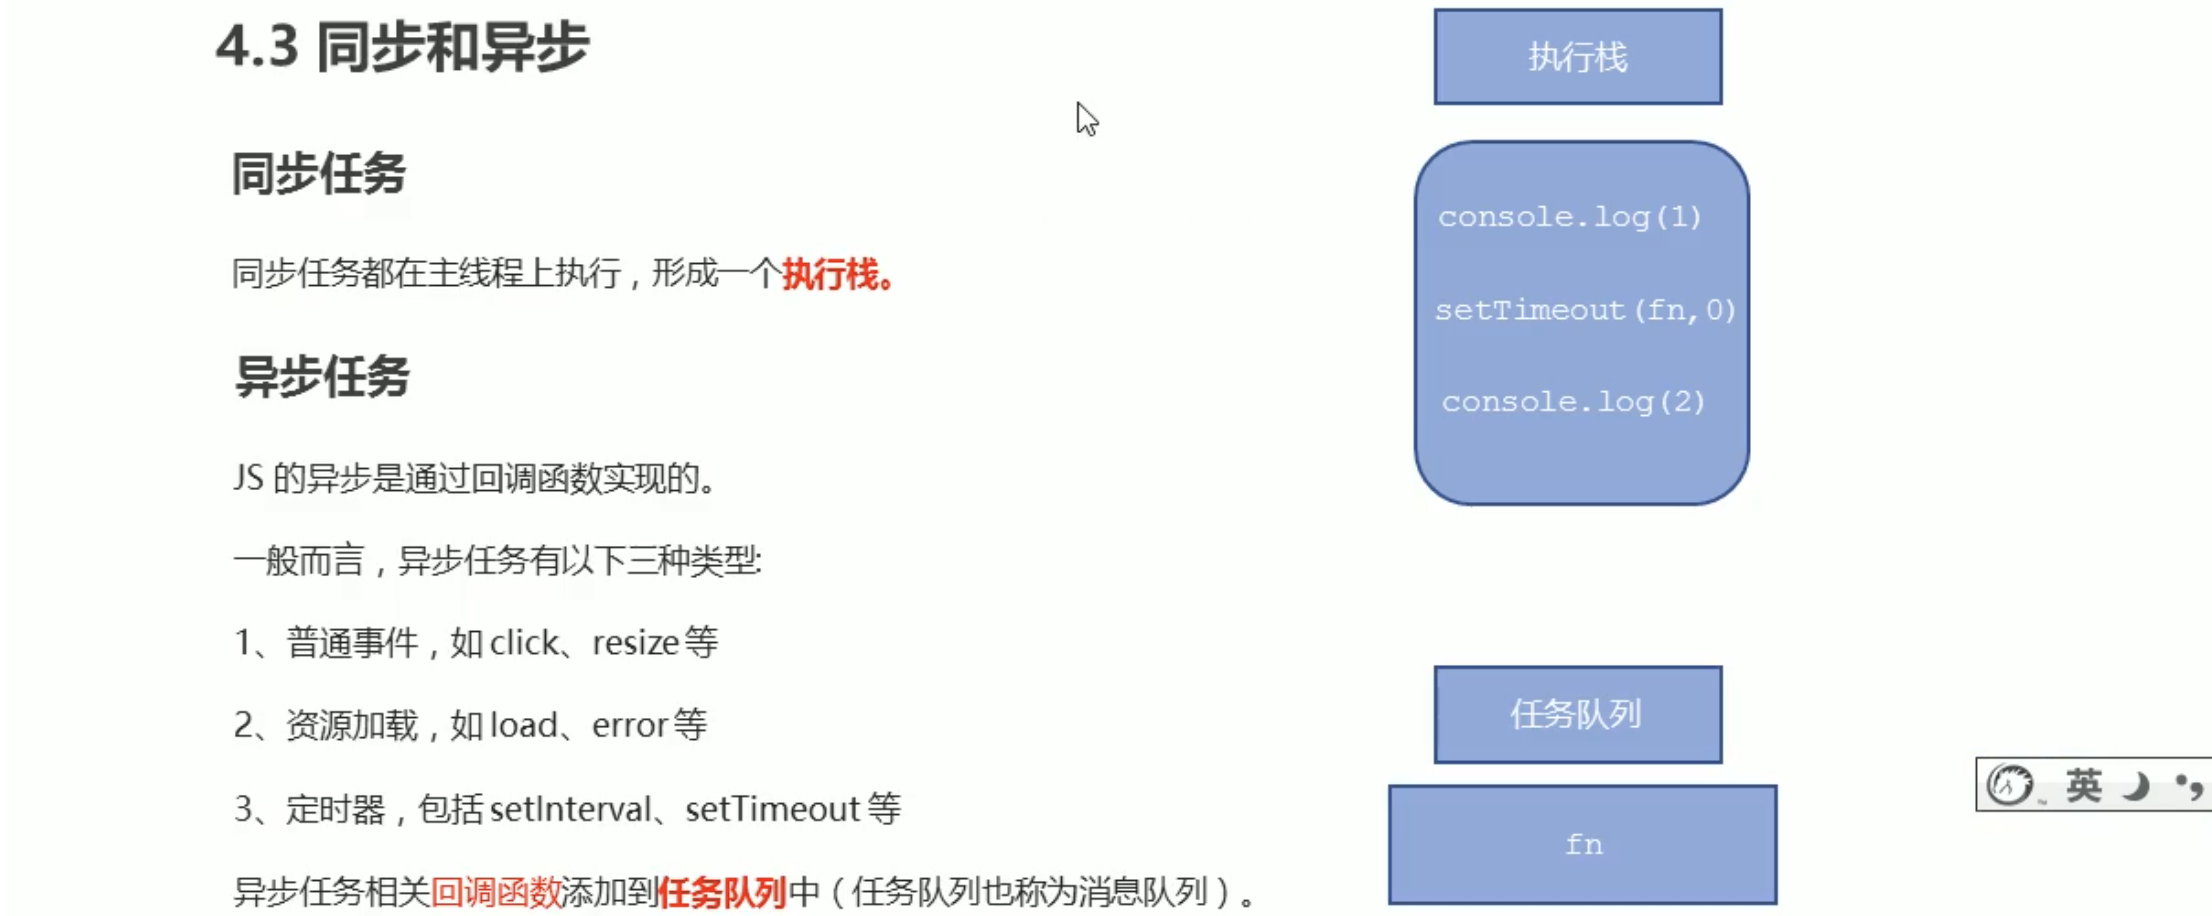 4.3 同步和异步
同步任务
同步任务都在主线程上执行，形成一个执行栈。
异步任务
JS 的异步是通过回调函数实现的。
一般而言，异步任务有以下三种类型:
1、普通事件，如 click、resize 等
2、资源加载，如 load、error 等
3、定时器，包括 setInterval、setTimeout 等
异步任务相关回调函数添加到任务队列中（任务队列也称为消息队列）。
执行栈
console.log(1)
setTimeout(fn,0)
console.log(2)
任务队列
fn
英